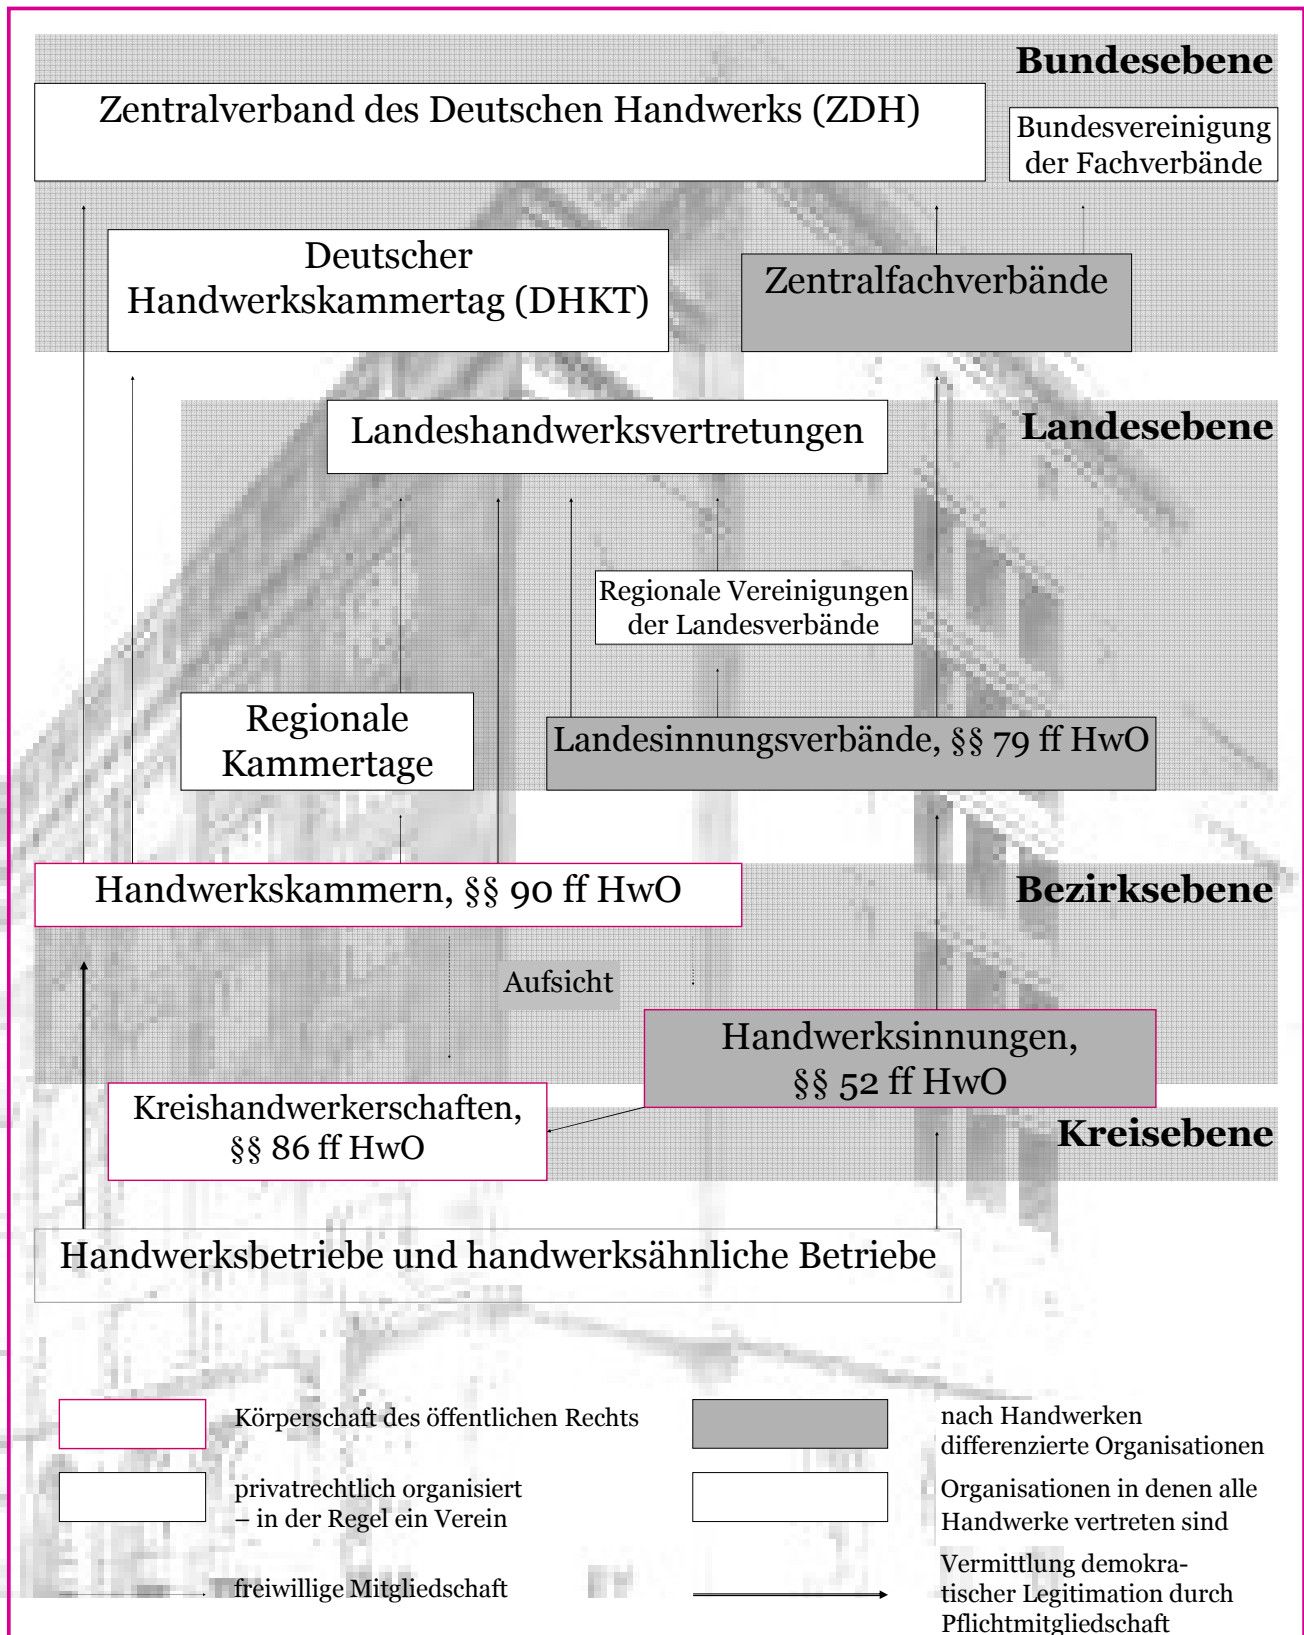 Bundesebene
Zentralverband des Deutschen Handwerks (ZDH)
Bundesvereinigung
der Fachverbände
Deutscher
Handwerkskammertag (DHKT)
Zentralfachverbände
Landesebene
Landeshandwerksvertretungen
Regionale Vereinigungen
der Landesverbände
Regionale
Kammertage
Landesinnungsverbände, §§ 79 ff HwO
Bezirksebene
Handwerkskammern, §§ 90 ff HwO
Aufsicht
Handwerksinnungen,
§§ 52 ff HwO
Kreishandwerkerschaften,
§§ 86 ff HwO
Kreisebene
Handwerksbetriebe und handwerksähnliche Betriebe
Körperschaft des öffentlichen Rechts
nach Handwerken
differenzierte Organisationen
privatrechtlich organisiert
– in der Regel ein Verein
Organisationen in denen alle
Handwerke vertreten sind
freiwillige Mitgliedschaft
Vermittlung demokra-
tischer Legitimation durch
Pflichtmitgliedschaft